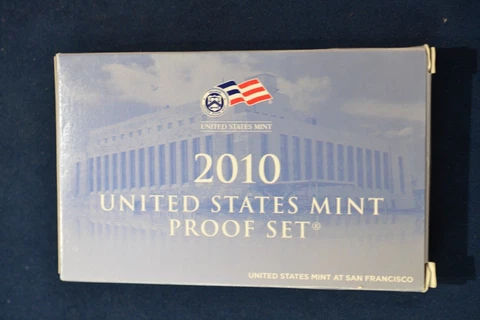 UNITED STATES MINT
2010
UNITED STATES MINT
PROOF SET®
UNITED STATES MINT AT SAN FRANCISCO